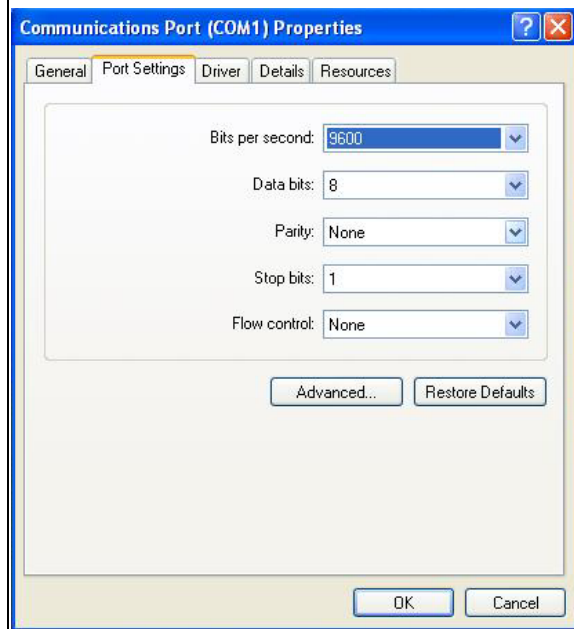 Communications Port (COM1) Properties
General Port Settings Driver Details Resources
Bits per second: 9600
Data bits: 8
Parity: None
Stop bits: 1
Flow control: None
Advanced... Restore Defaults
OK Cancel